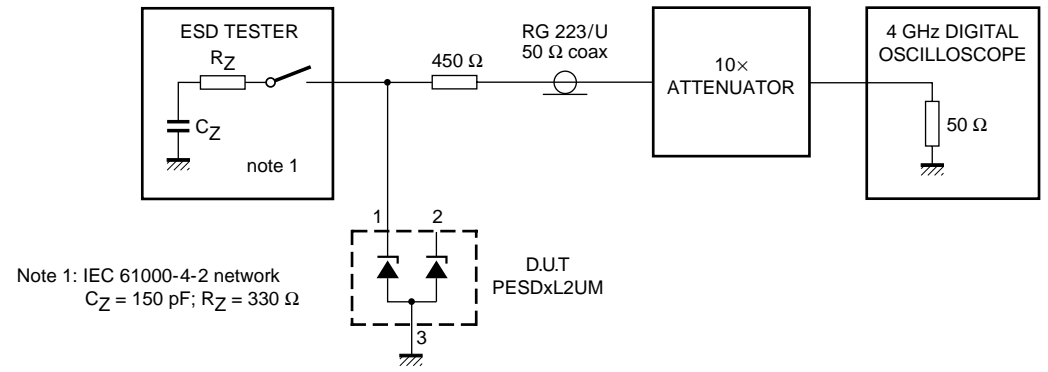 ESD TESTER
RZ
CZ
note 1
450 Ω
RG 223/U
50 Ω coax
10×
ATTENUATOR
4 GHz DIGITAL
OSCILLOSCOPE
50 Ω
1
2
3
D.U.T
PESDxL2UM
Note 1: IEC 61000-4-2 network
CZ = 150 pF; RZ = 330 Ω